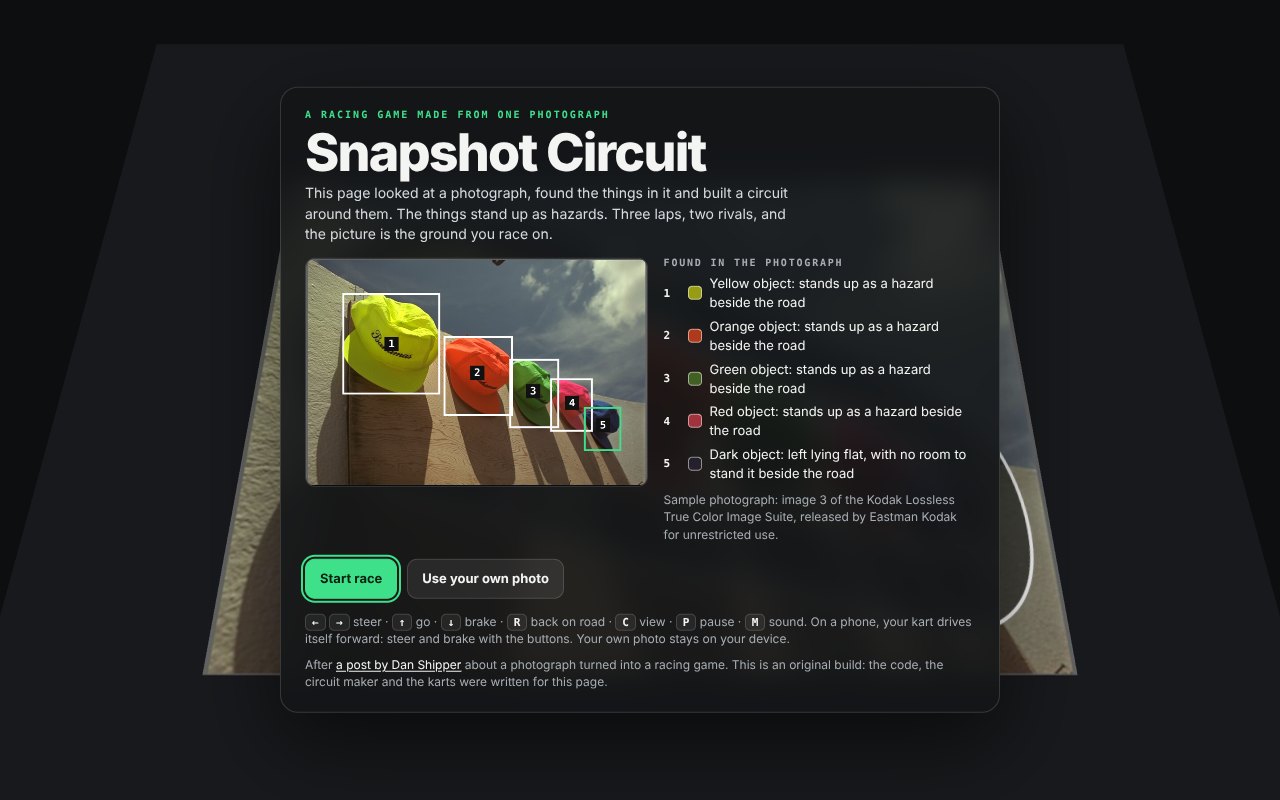 A RACING GAME MADE FROM ONE PHOTOGRAPH
Snapshot Circuit
This page looked at a photograph, found the things in it and built a circuit
around them. The things stand up as hazards. Three laps, two rivals, and
the picture is the ground you race on.
1
2
3
4
5
FOUND IN THE PHOTOGRAPH
1 Yellow object: stands up as a hazard
beside the road
2 Orange object: stands up as a hazard
beside the road
3 Green object: stands up as a hazard
beside the road
4 Red object: stands up as a hazard beside
the road
5 Dark object: left lying flat, with no room to
stand it beside the road
Sample photograph: image 3 of the Kodak Lossless
True Color Image Suite, released by Eastman Kodak
for unrestricted use.
Start race
Use your own photo
← → steer · ↑ go · ↓ brake · R back on road · C view · P pause · M sound. On a phone, your kart drives
itself forward: steer and brake with the buttons. Your own photo stays on your device.
After a post by Dan Shipper about a photograph turned into a racing game. This is an original build: the code, the
circuit maker and the karts were written for this page.